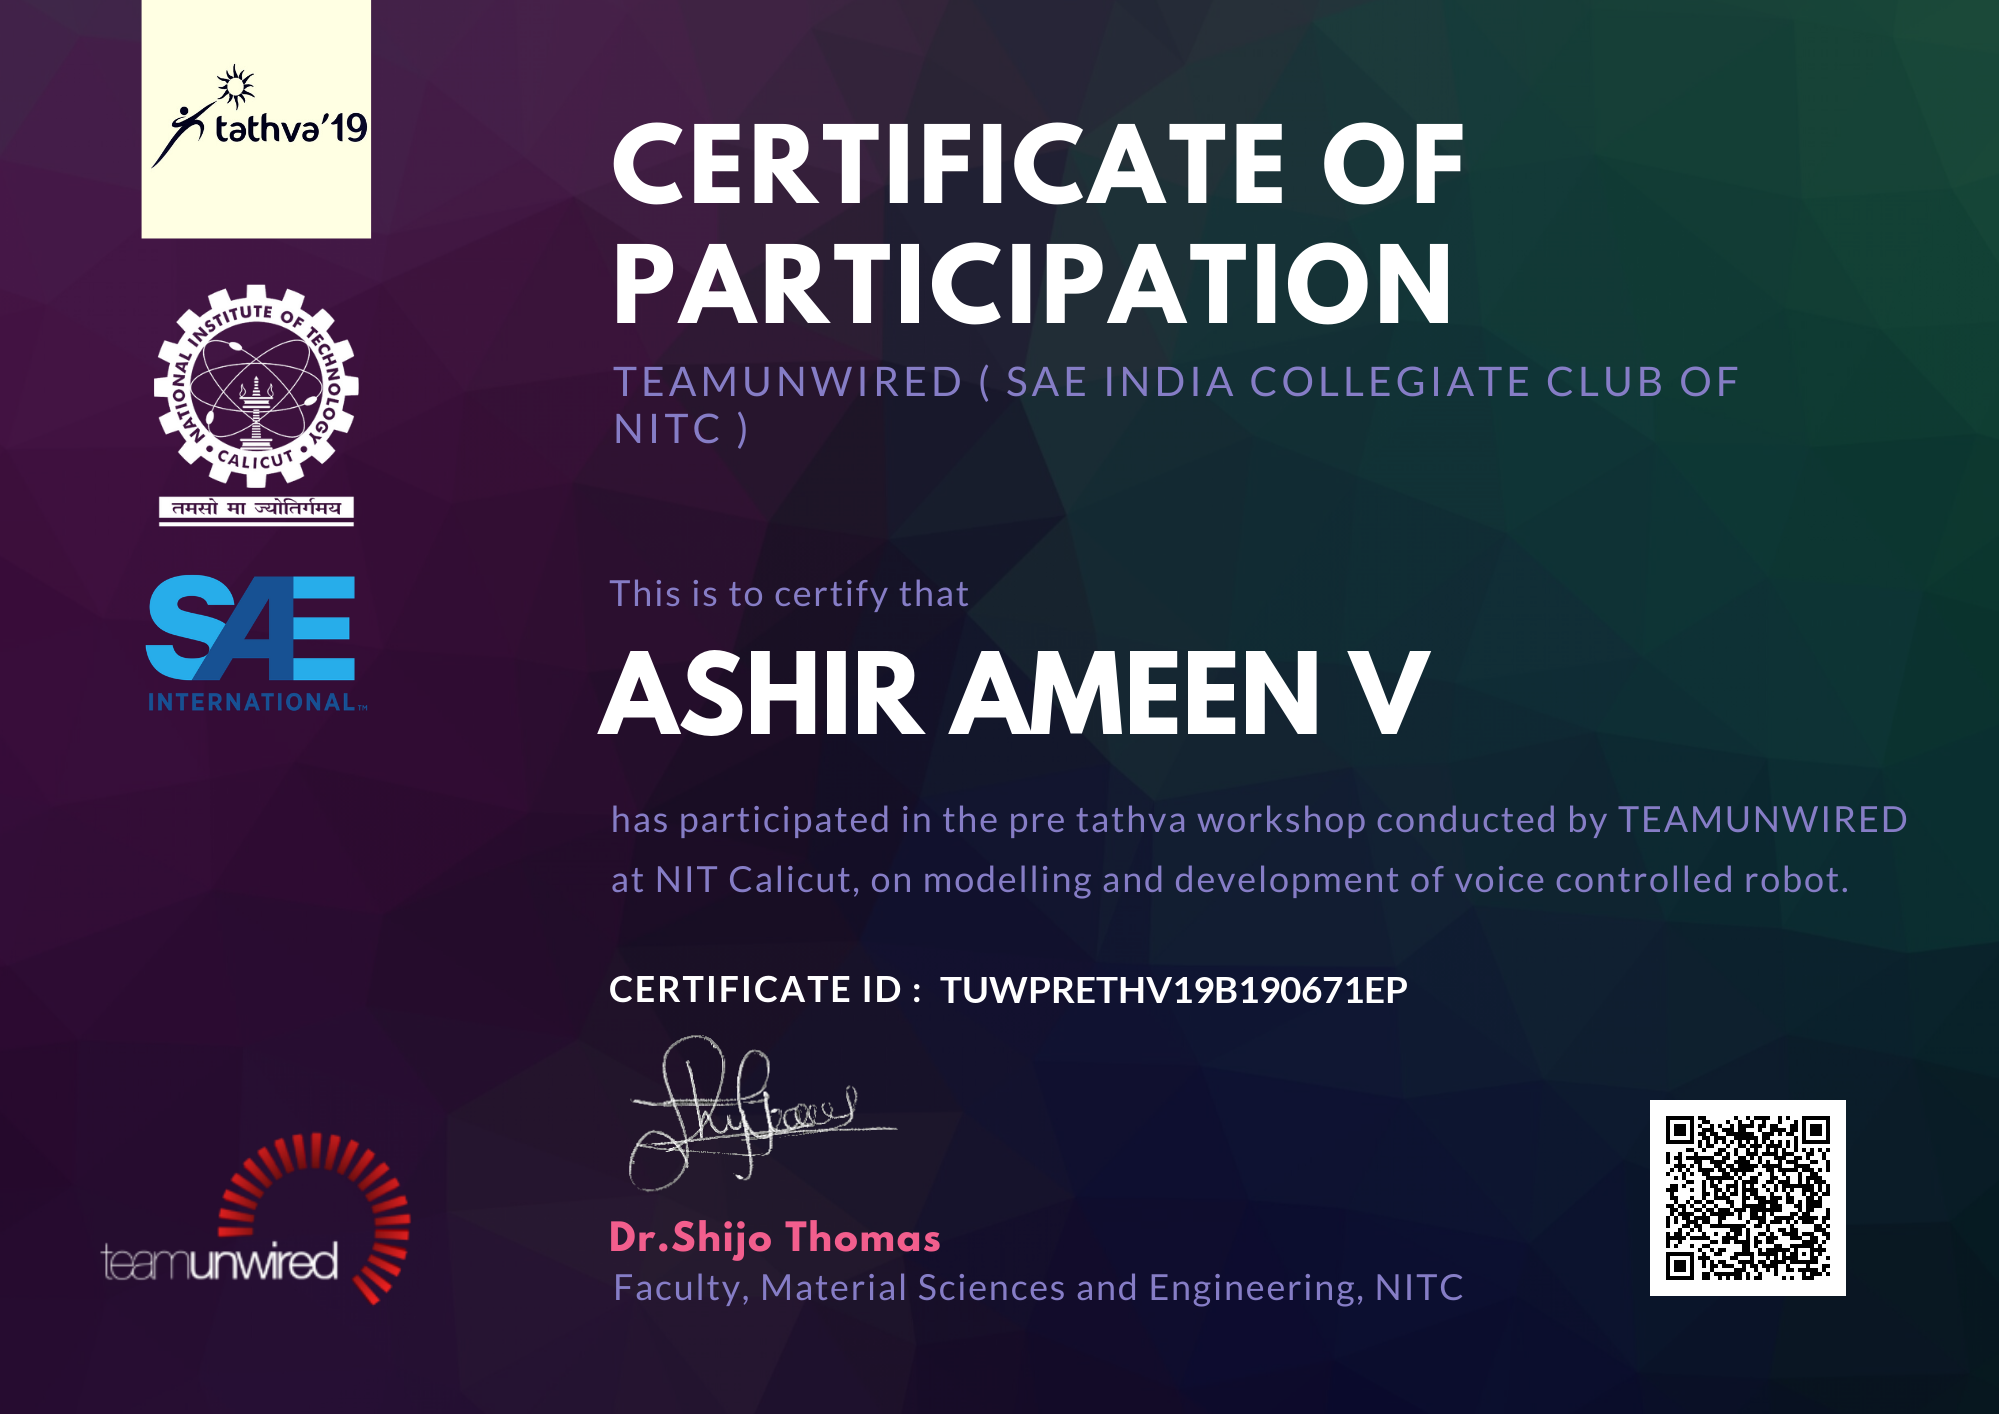 tathva'19
CERTIFICATE OF
PARTICIPATION
TEAMUNWIRED ( SAE INDIA COLLEGIATE CLUB OF
NITC )
NATIONAL INSTITUTE OF TECHNOLOGY
• CALICUT •
तमसो मा ज्योतिर्गमय
SAE
INTERNATIONAL™
This is to certify that
ASHIR AMEEN V
has participated in the pre tathva workshop conducted by TEAMUNWIRED
at NIT Calicut, on modelling and development of voice controlled robot.
CERTIFICATE ID : TUWPRETHV19B190671EP
teamunwired
Dr.Shijo Thomas
Faculty, Material Sciences and Engineering, NITC